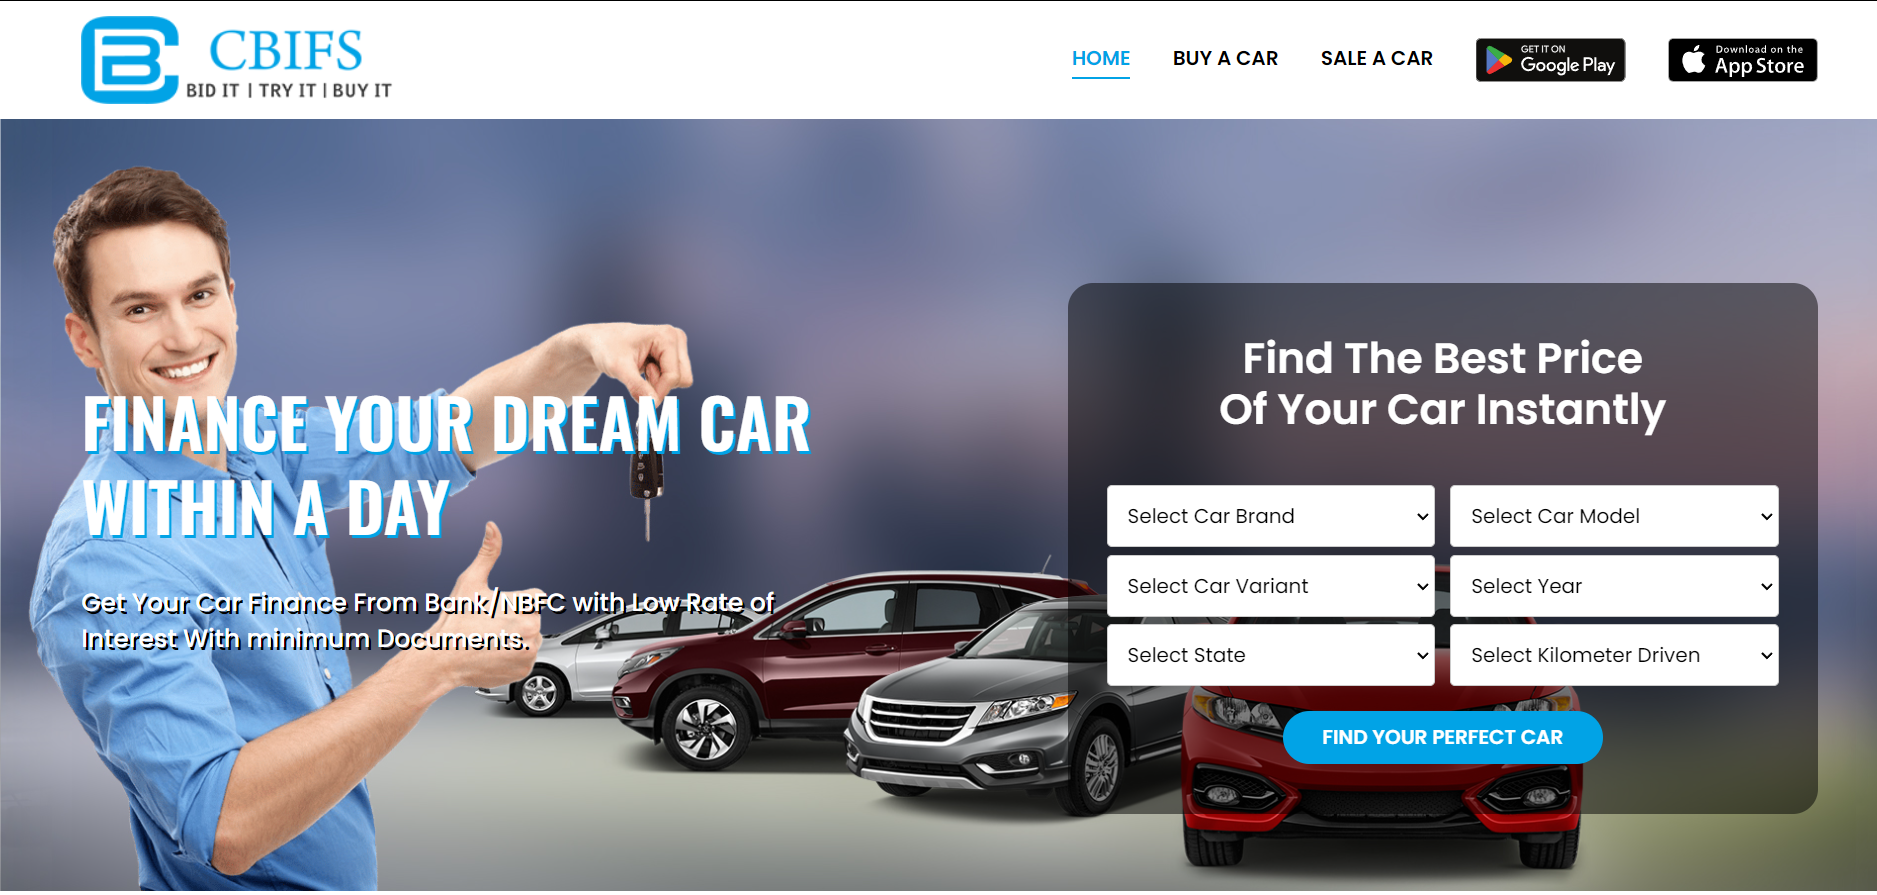 CBIFS
BID IT | TRY IT | BUY IT
HOME
BUY A CAR
SALE A CAR
GET IT ON
Google Play
Download on the
App Store
FINANCE YOUR DREAM CAR
WITHIN A DAY
Get Your Car Finance From Bank/NBFC with Low Rate of
Interest With minimum Documents.
Find The Best Price
Of Your Car Instantly
Select Car Brand
Select Car Model
Select Car Variant
Select Year
Select State
Select Kilometer Driven
FIND YOUR PERFECT CAR